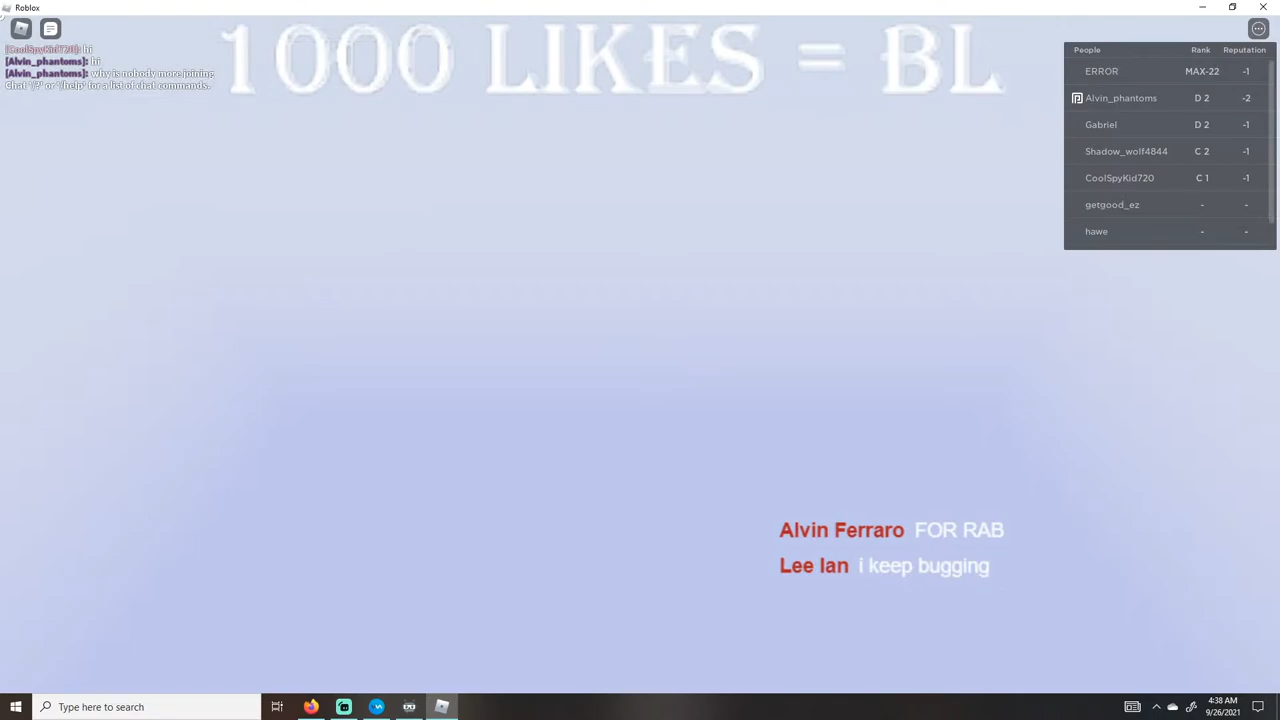 Roblox
1000 LIKES = BL
[CoolSpyKid720]: hi
[Alvin_phantoms]: hi
[Alvin_phantoms]: why is nobody more joining
Chat '/?' or '/help' for a list of chat commands.
People Rank Reputation
ERROR MAX-22 -1
Alvin_phantoms D 2 -2
Gabriel D 2 -1
Shadow_wolf4844 C 2 -1
CoolSpyKid720 C 1 -1
getgood_ez - -
hawe - -
Alvin Ferraro FOR RAB
Lee Ian i keep bugging
Type here to search
4:38 AM
9/26/2021